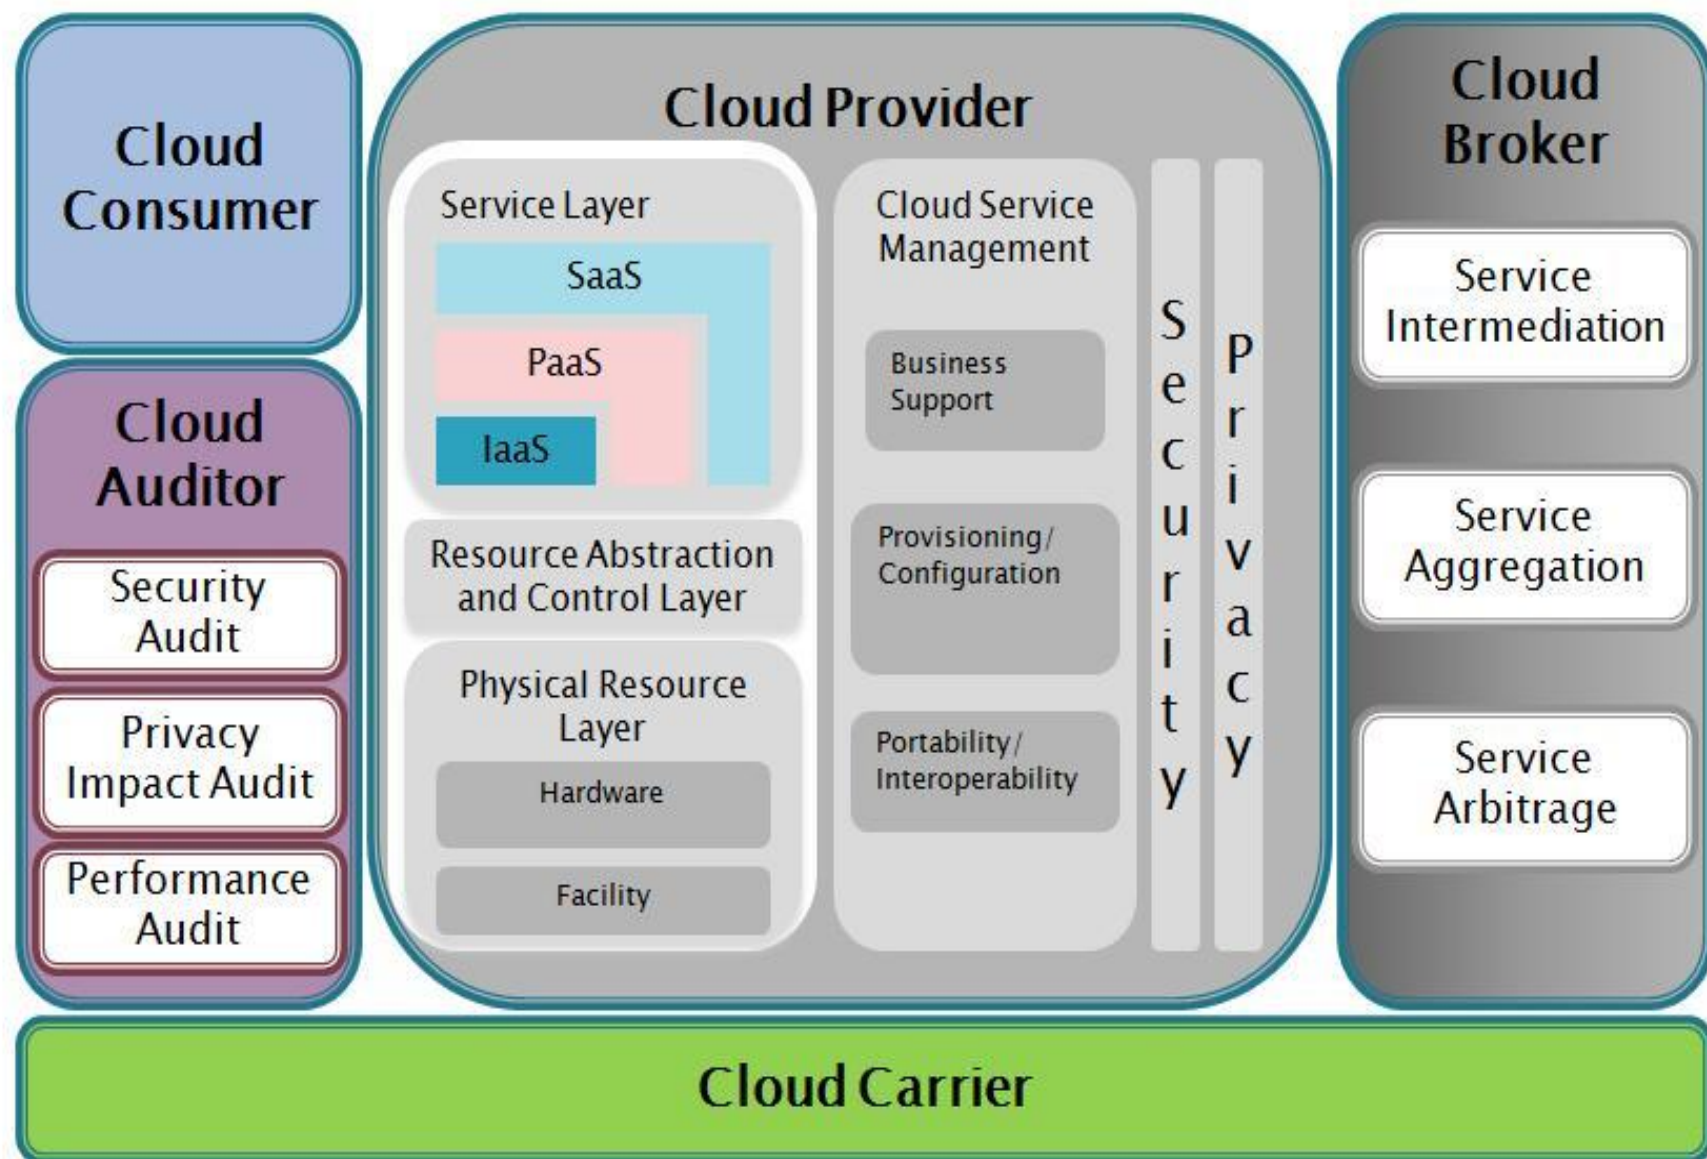 Cloud
Consumer
Cloud
Auditor
Security
Audit
Privacy
Impact Audit
Performance
Audit
Cloud Provider
Service Layer
SaaS
PaaS
IaaS
Resource Abstraction
and Control Layer
Physical Resource
Layer
Hardware
Facility
Cloud Service
Management
Business
Support
Provisioning/
Configuration
Portability/
Interoperability
Security
Privacy
Cloud
Broker
Service
Intermediation
Service
Aggregation
Service
Arbitrage
Cloud Carrier